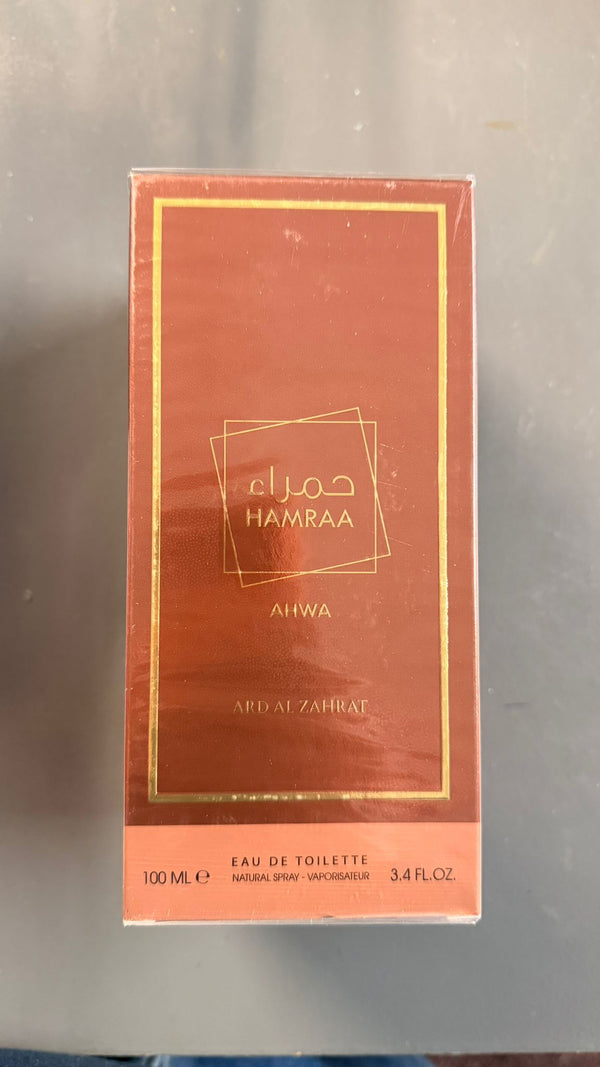 حمراء
HAMRAA
AHWA
ARD AL ZAHRAT
EAU DE TOILETTE
100 ML ℮ NATURAL SPRAY - VAPORISATEUR 3.4 FL.OZ.